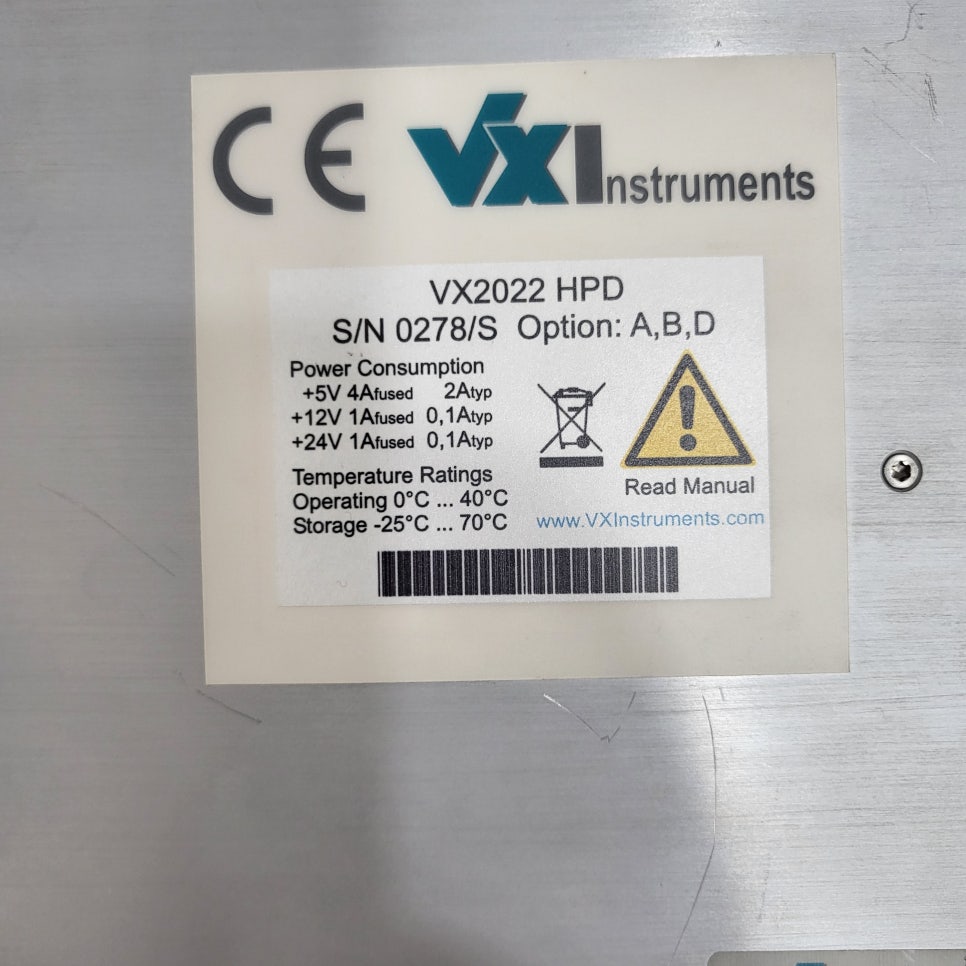 CE VXInstruments
VX2022 HPD
S/N 0278/S Option: A,B,D
Power Consumption
+5V 4Afused 2Atyp
+12V 1Afused 0,1Atyp
+24V 1Afused 0,1Atyp
Temperature Ratings
Operating 0°C ... 40°C
Storage -25°C ... 70°C
Read Manual
www.VXInstruments.com